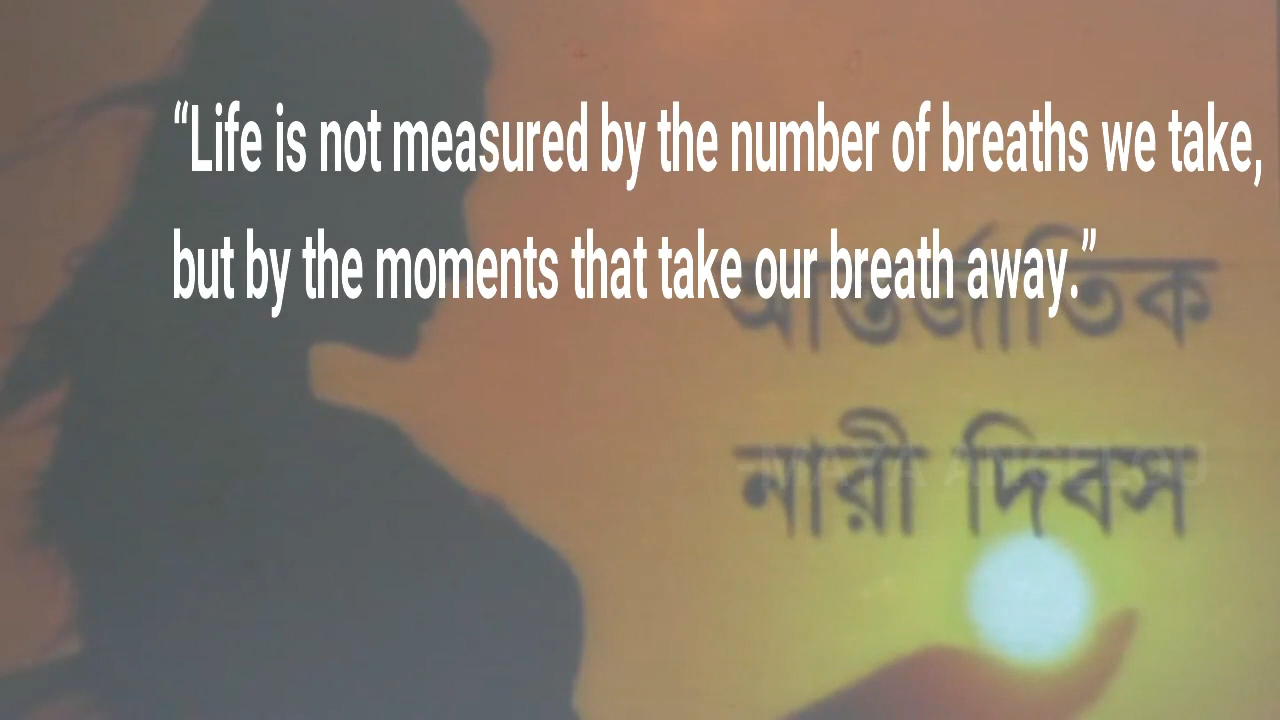 “Life is not measured by the number of breaths we take,
but by the moments that take our breath away.”
আন্তর্জাতিক
নারী দিবস